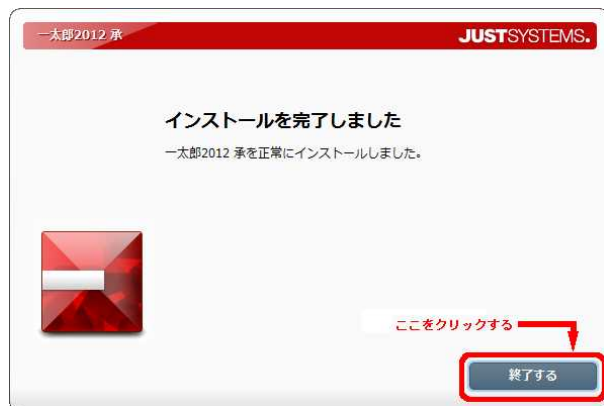 一太郎2012 承
JUSTSYSTEMS.
インストールを完了しました
一太郎2012 承を正常にインストールしました。
ここをクリックする
終了する